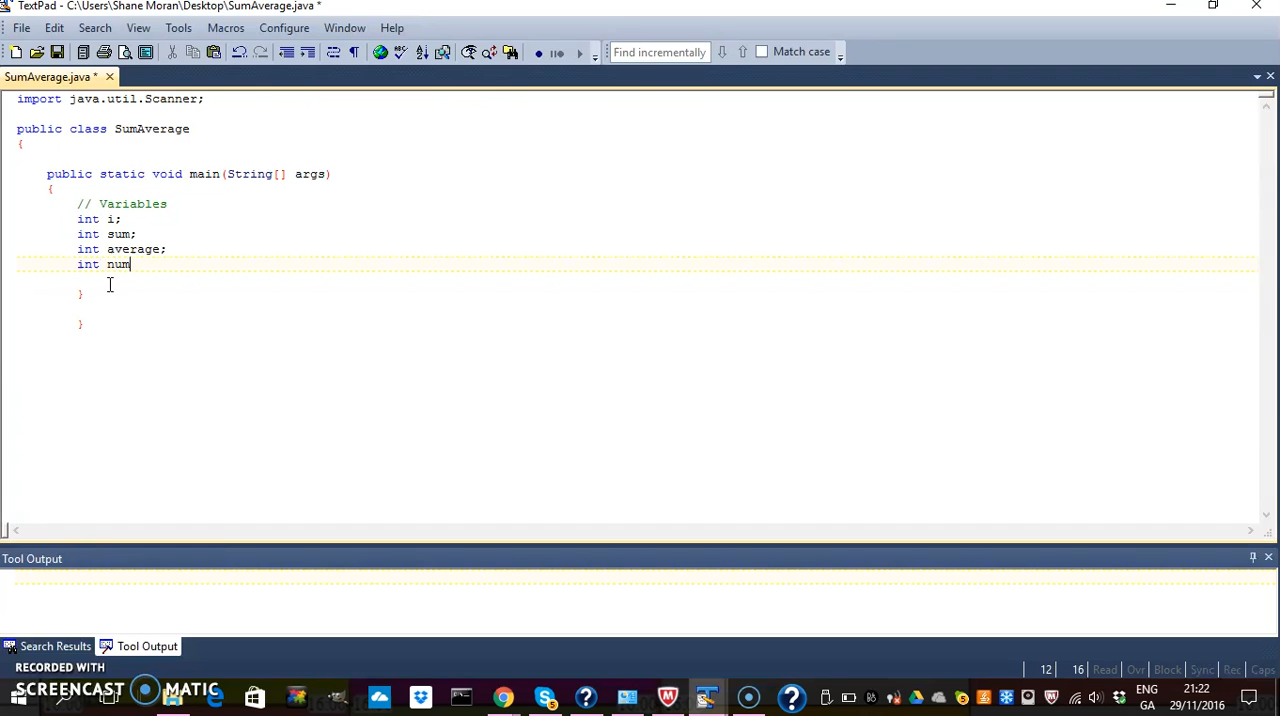 TextPad - C:\Users\Shane Moran\Desktop\SumAverage.java *
File Edit Search View Tools Macros Configure Window Help
Find incrementally Match case
SumAverage.java *
import java.util.Scanner;
public class SumAverage
{
public static void main(String[] args)
{
// Variables
int i;
int sum;
int average;
int num
}
}
Tool Output
Search Results Tool Output
12 16 Read Ovr Block Sync Rec Caps
RECORDED WITH
SCREENCAST MATIC
ENG 21:22
GA 29/11/2016